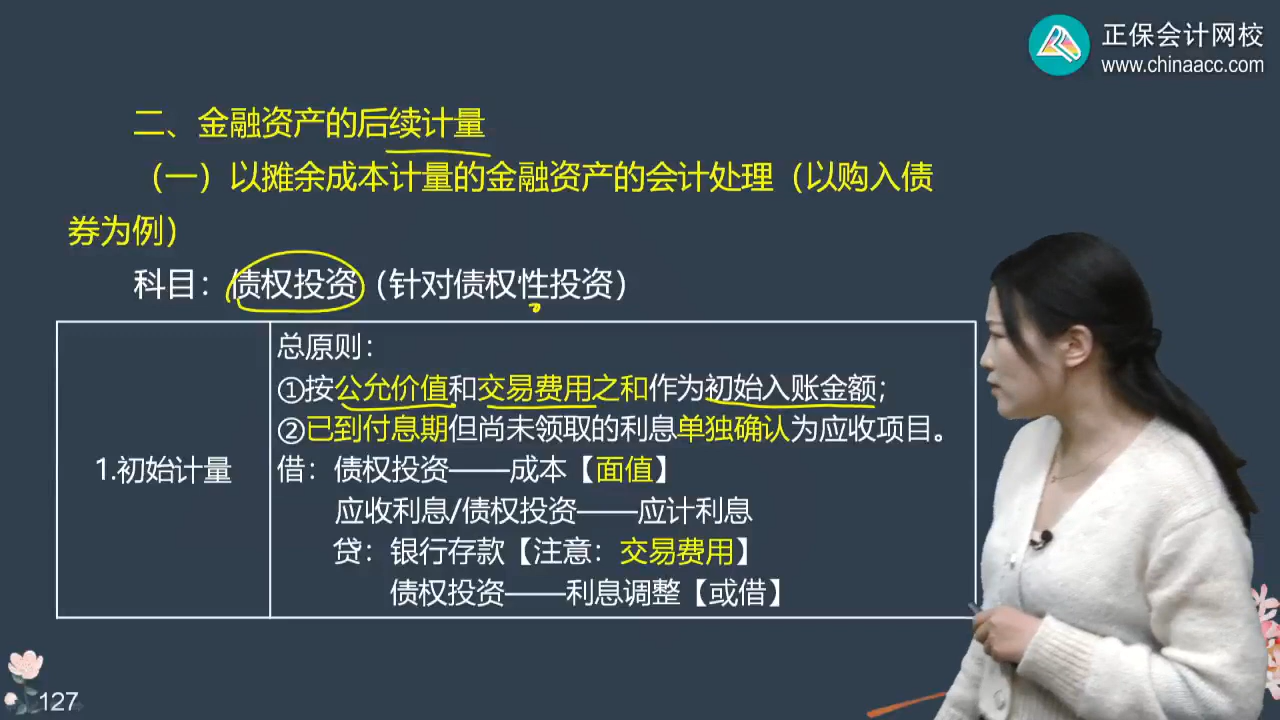 正保会计网校
www.chinaacc.com
二、金融资产的后续计量
（一）以摊余成本计量的金融资产的会计处理（以购入债
券为例）
科目：债权投资（针对债权性投资）
总原则：
①按公允价值和交易费用之和作为初始入账金额；
②已到付息期但尚未领取的利息单独确认为应收项目。
1.初始计量
借：债权投资——成本【面值】
应收利息/债权投资——应计利息
贷：银行存款【注意：交易费用】
债权投资——利息调整【或借】
127